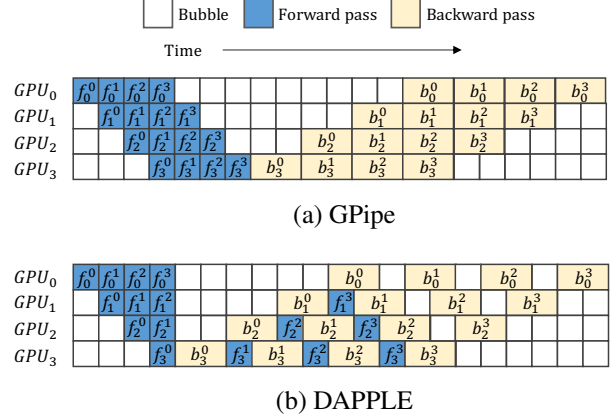 Bubble Forward pass Backward pass
Time
GPU₀ f₀⁰ f₀¹ f₀² f₀³ b₀⁰ b₀¹ b₀² b₀³
GPU₁ f₁⁰ f₁¹ f₁² f₁³ b₁⁰ b₁¹ b₁² b₁³
GPU₂ f₂⁰ f₂¹ f₂² f₂³ b₂⁰ b₂¹ b₂² b₂³
GPU₃ f₃⁰ f₃¹ f₃² f₃³ b₃⁰ b₃¹ b₃² b₃³
(a) GPipe
GPU₀ f₀⁰ f₀¹ f₀² f₀³ b₀⁰ b₀¹ b₀² b₀³
GPU₁ f₁⁰ f₁¹ f₁² b₁⁰ f₁³ b₁¹ b₁² b₁³
GPU₂ f₂⁰ f₂¹ b₂⁰ f₂² b₂¹ f₂³ b₂² b₂³
GPU₃ f₃⁰ b₃⁰ f₃¹ b₃¹ f₃² b₃² f₃³ b₃³
(b) DAPPLE